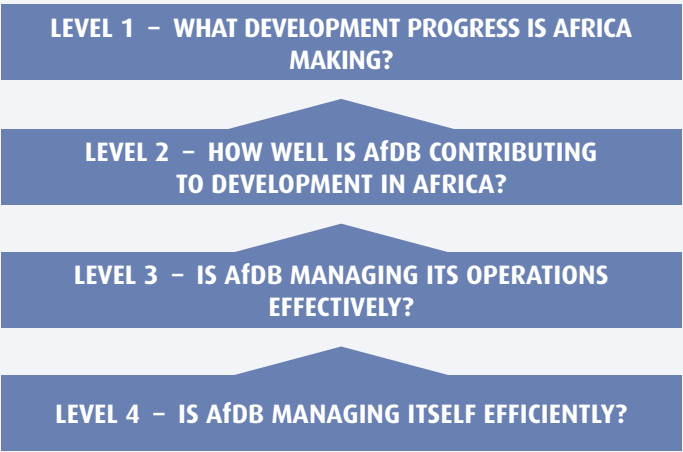 LEVEL 1 – WHAT DEVELOPMENT PROGRESS IS AFRICA
MAKING?
LEVEL 2 – HOW WELL IS AfDB CONTRIBUTING
TO DEVELOPMENT IN AFRICA?
LEVEL 3 – IS AfDB MANAGING ITS OPERATIONS
EFFECTIVELY?
LEVEL 4 – IS AfDB MANAGING ITSELF EFFICIENTLY?